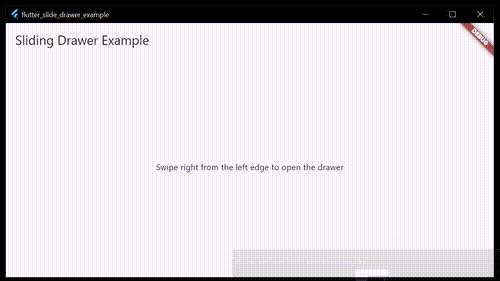 flutter_slide_drawer_example
DEBUG
Sliding Drawer Example
Swipe right from the left edge to open the drawer